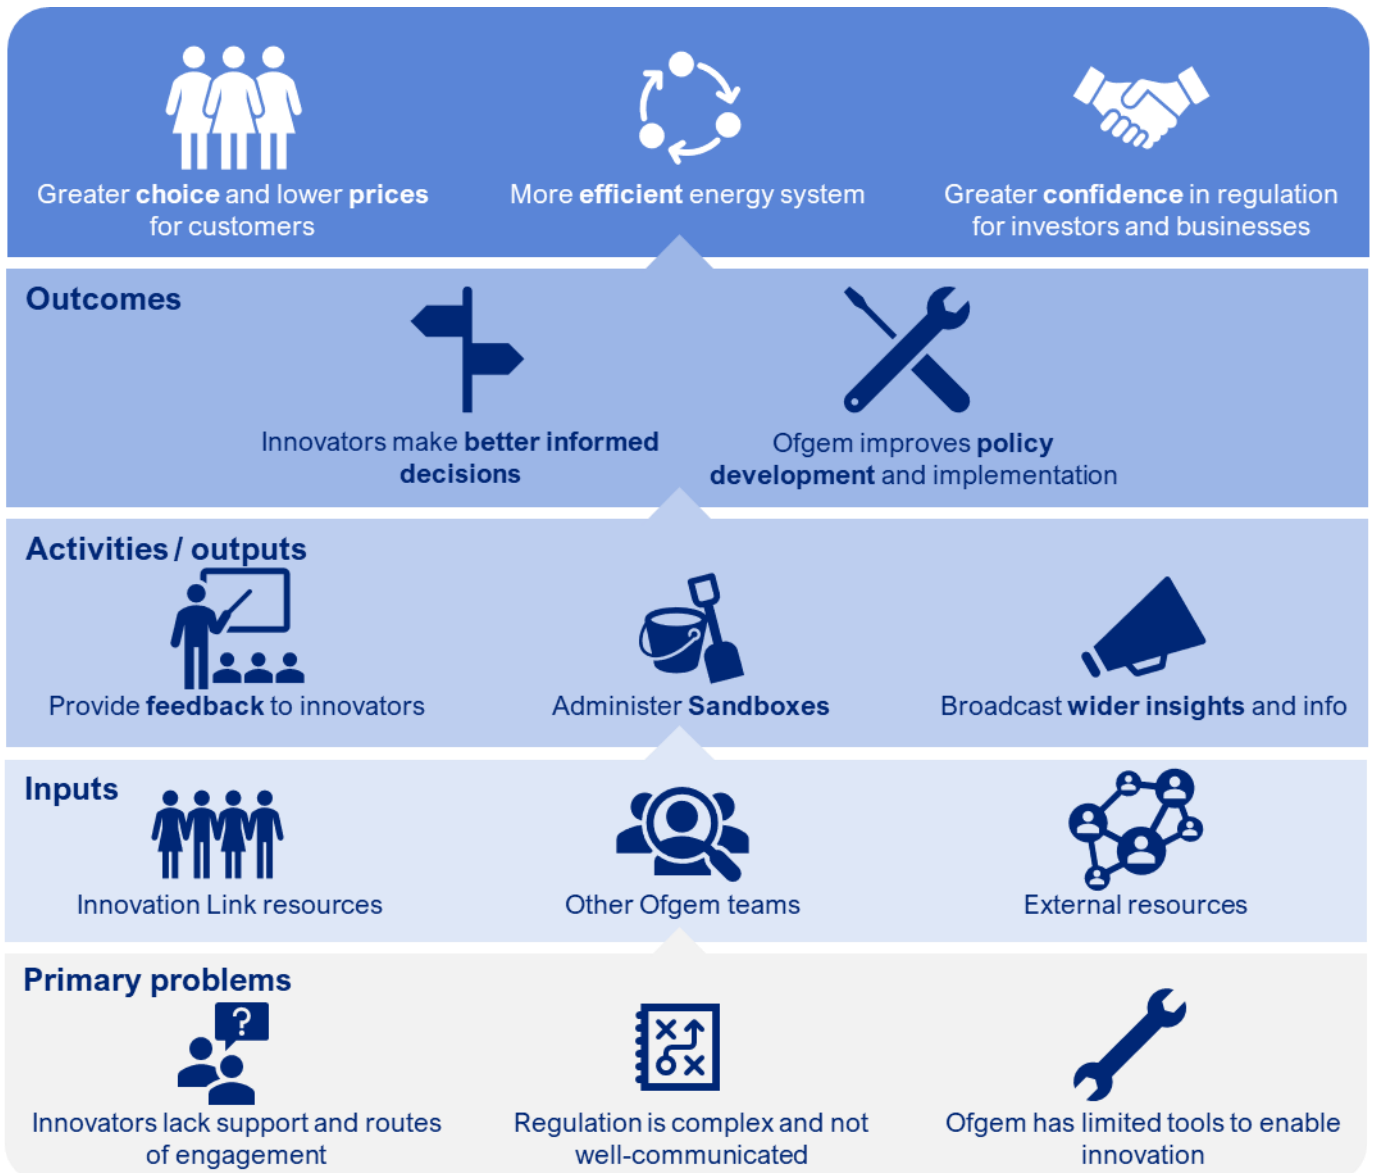 Greater choice and lower prices
for customers
More efficient energy system
Greater confidence in regulation
for investors and businesses
Outcomes
Innovators make better informed
decisions
Ofgem improves policy
development and implementation
Activities / outputs
Provide feedback to innovators
Administer Sandboxes
Broadcast wider insights and info
Inputs
Innovation Link resources
Other Ofgem teams
External resources
Primary problems
?
Innovators lack support and routes
of engagement
Regulation is complex and not
well-communicated
Ofgem has limited tools to enable
innovation